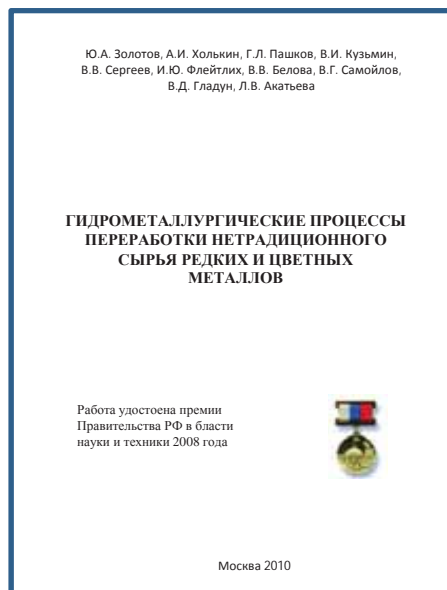 Ю.А. Золотов, А.И. Холькин, Г.Л. Пашков, В.И. Кузьмин,
В.В. Сергеев, И.Ю. Флейтлих, В.В. Белова, В.Г. Самойлов,
В.Д. Гладун, Л.В. Акатьева
ГИДРОМЕТАЛЛУРГИЧЕСКИЕ ПРОЦЕССЫ
ПЕРЕРАБОТКИ НЕТРАДИЦИОННОГО
СЫРЬЯ РЕДКИХ И ЦВЕТНЫХ
МЕТАЛЛОВ
Работа удостоена премии
Правительства РФ в бласти
науки и техники 2008 года
Москва 2010